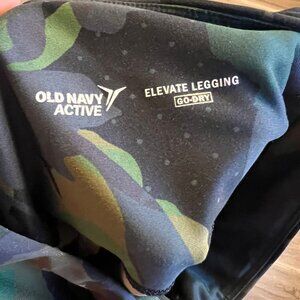 OLD NAVY
ACTIVE
ELEVATE LEGGING
GO-DRY